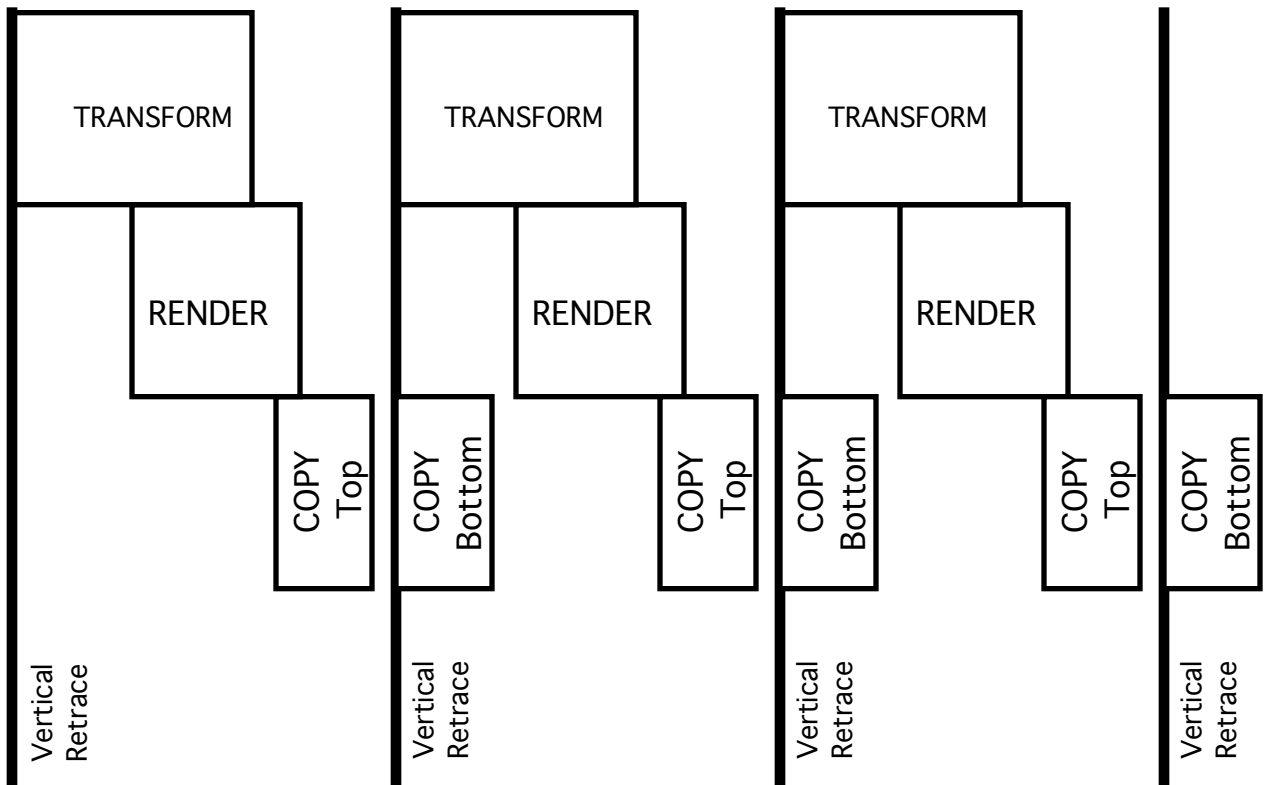 TRANSFORM
TRANSFORM
TRANSFORM
RENDER
RENDER
RENDER
COPY
Top
COPY
Bottom
COPY
Top
COPY
Bottom
COPY
Top
COPY
Bottom
Vertical
Retrace
Vertical
Retrace
Vertical
Retrace
Vertical
Retrace